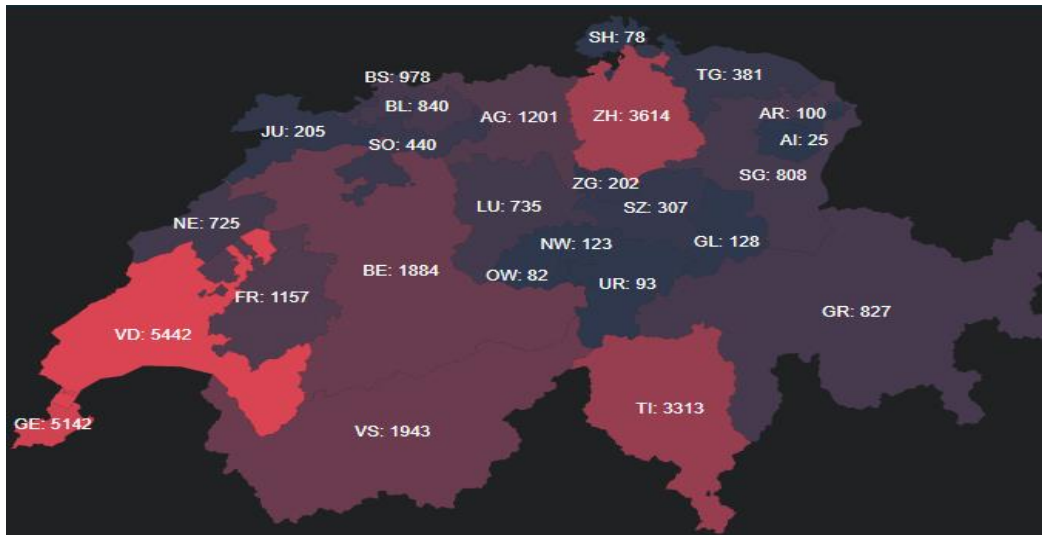 SH: 78
BS: 978
TG: 381
BL: 840
AG: 1201
ZH: 3614
AR: 100
JU: 205
SO: 440
AI: 25
ZG: 202
SG: 808
LU: 735
SZ: 307
NE: 725
NW: 123
GL: 128
BE: 1884
OW: 82
UR: 93
FR: 1157
GR: 827
VD: 5442
TI: 3313
GE: 5142
VS: 1943